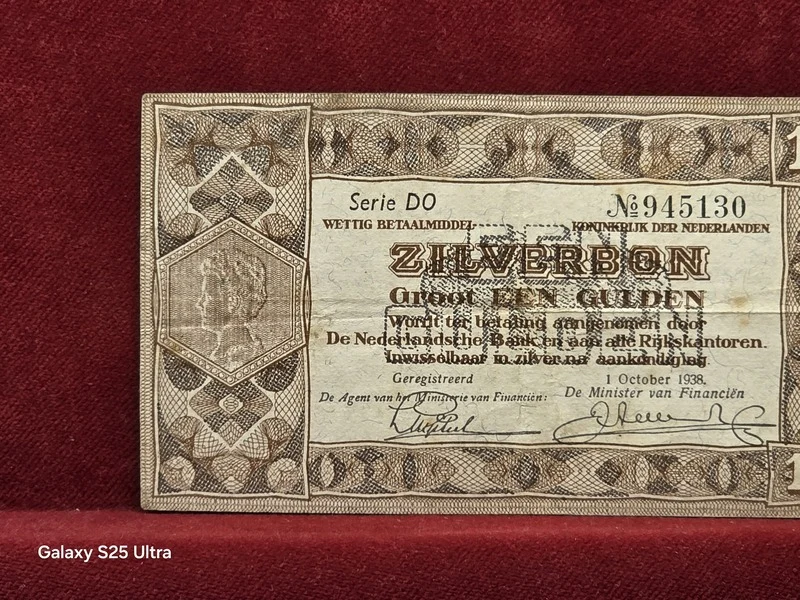 Serie DO
№945130
WETTIG BETAALMIDDEL
KONINKRIJK DER NEDERLANDEN
ZILVERBON
Groot EEN GULDEN
Wordt ter betaling aangenomen door
De Nederlandsche Bank en aan alle Rijkskantoren.
Inwisselbaar in zilver na aankondiging.
Geregistreerd
1 October 1938.
De Agent van het Ministerie van Financiën:
De Minister van Financiën
1
1
Galaxy S25 Ultra